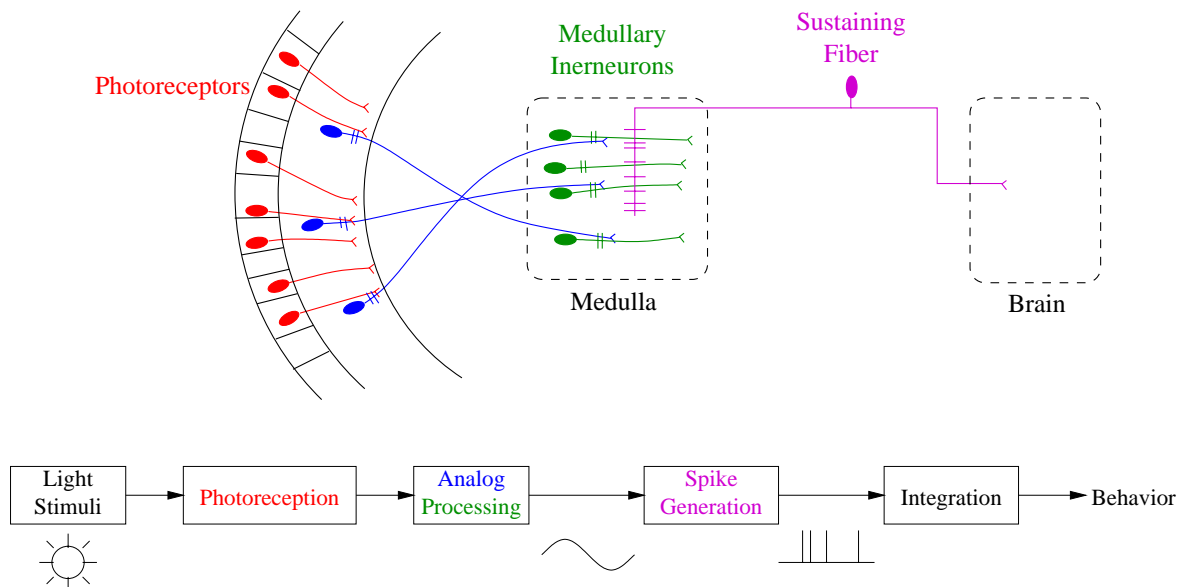 Sustaining
Fiber
Medullary
Inerneurons
Photoreceptors
Medulla
Brain
Light
Stimuli
Photoreception
Analog
Processing
Spike
Generation
Integration
Behavior